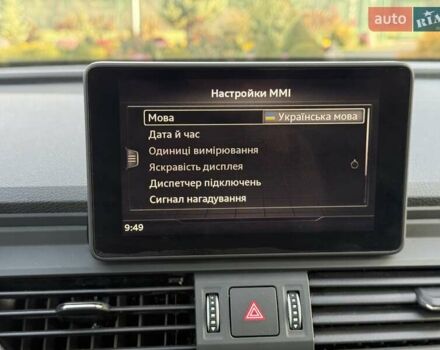 auto RIA
Настройки MMI
Мова Українська мова
Дата й час
Одиниці вимірювання
Яскравість дисплея
Диспетчер підключень
Сигнал нагадування
9:49